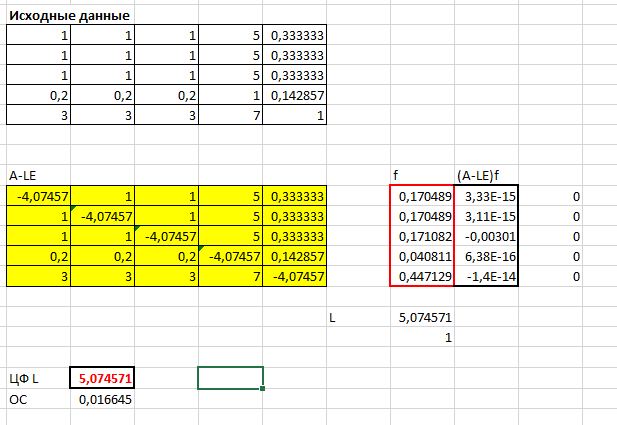 Исходные данные
1 1 1 5 0,333333
1 1 1 5 0,333333
1 1 1 5 0,333333
0,2 0,2 0,2 1 0,142857
3 3 3 7 1
A-LE f (A-LE)f
-4,07457 1 1 5 0,333333 0,170489 3,33E-15 0
1 -4,07457 1 5 0,333333 0,170489 3,11E-15 0
1 1 -4,07457 5 0,333333 0,171082 -0,00301 0
0,2 0,2 0,2 -4,07457 0,142857 0,040811 6,38E-16 0
3 3 3 7 -4,07457 0,447129 -1,4E-14 0
L 5,074571
1
ЦФ L 5,074571
ОС 0,016645